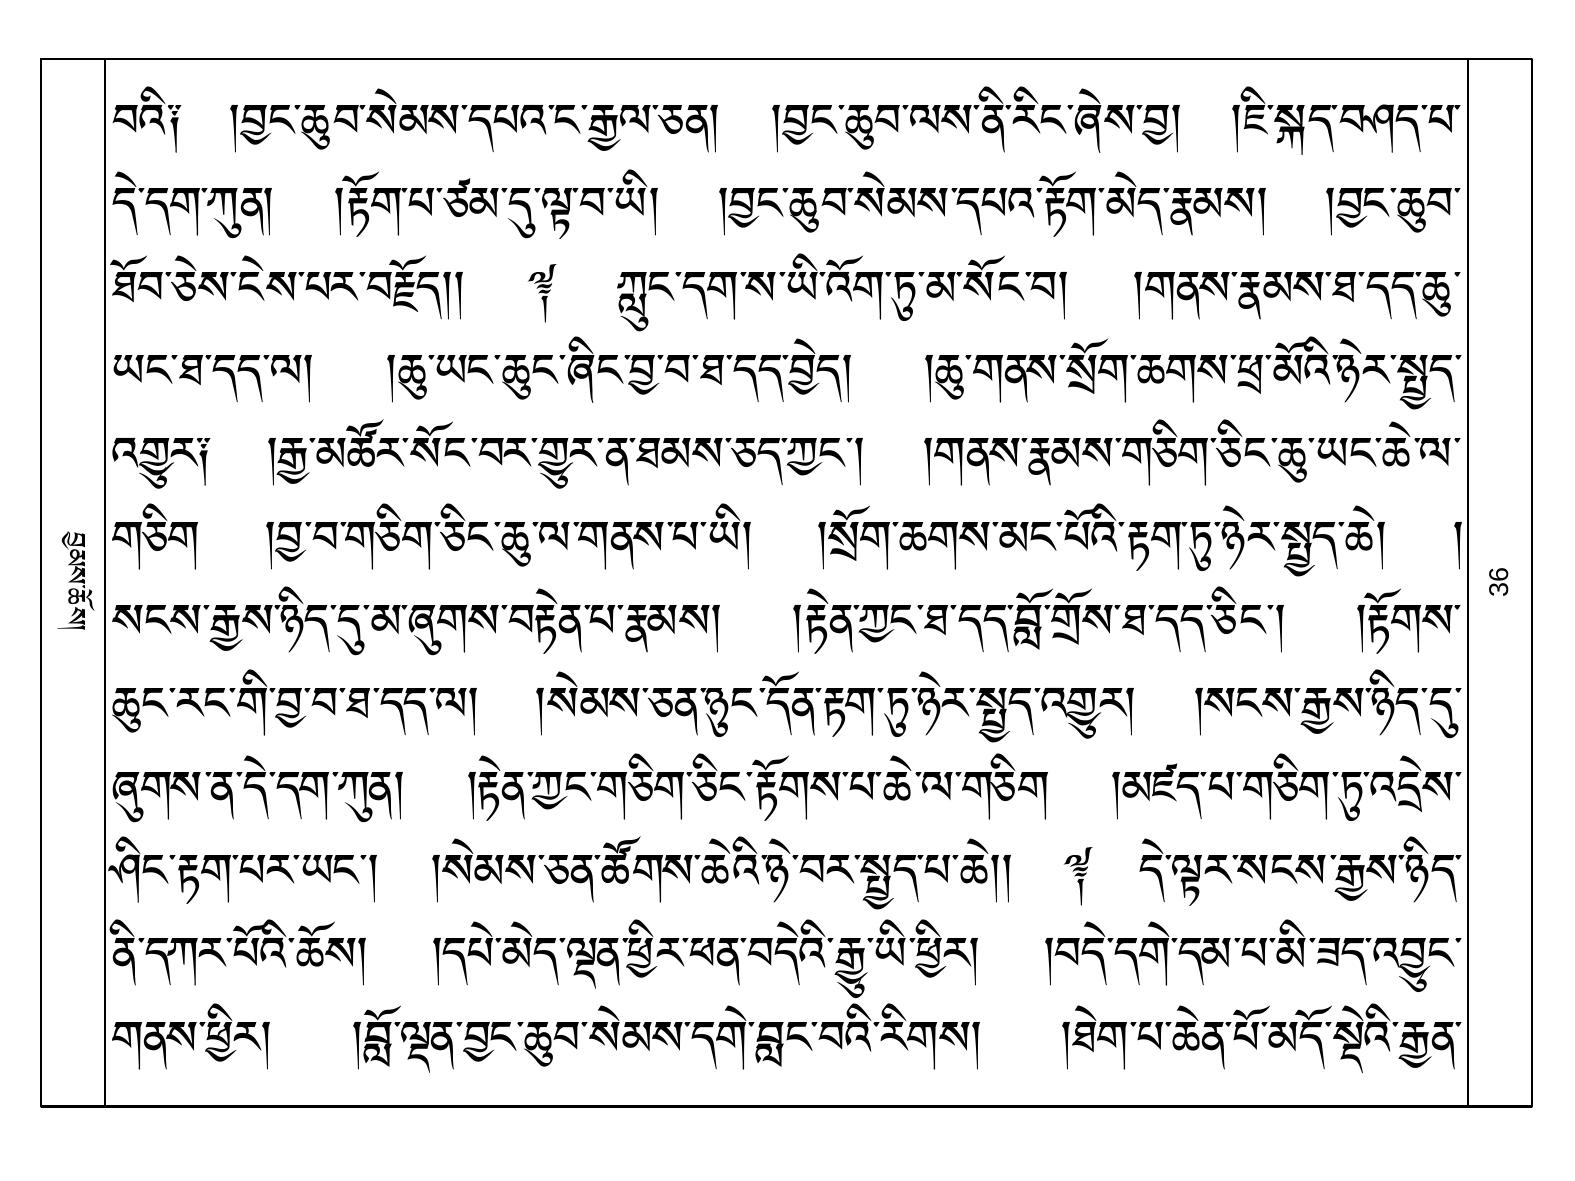 བའི༔ །བྱང་ཆུབ་སེམས་དཔའ་ང་རྒྱལ་ཅན། །བྱང་ཆུབ་ལས་ནི་རིང་ཞེས་བྱ། །ཇི་སྐད་བཤད་པ་
དེ་དག་ཀུན། །རྟོག་པ་ཙམ་དུ་ལྟ་བ་ཡི། །བྱང་ཆུབ་སེམས་དཔའ་རྟོག་མེད་རྣམས། །བྱང་ཆུབ་
ཐོབ་ཅེས་ངེས་པར་བརྗོད།། ༈ ཀླུང་དག་ས་ཡི་འོག་ཏུ་མ་སོང་བ། །གནས་རྣམས་ཐ་དད་ཆུ་
ཡང་ཐ་དད་ལ། །ཆུ་ཡང་ཆུང་ཞིང་བྱ་བ་ཐ་དད་བྱེད། །ཆུ་གནས་སྲོག་ཆགས་ཕྲ་མོའི་ཉེར་སྤྱད་
འགྱུར༔ །རྒྱ་མཚོར་སོང་བར་གྱུར་ན་ཐམས་ཅད་ཀྱང་། །གནས་རྣམས་གཅིག་ཅིང་ཆུ་ཡང་ཆེ་ལ་
གཅིག །བྱ་བ་གཅིག་ཅིང་ཆུ་ལ་གནས་པ་ཡི། །སྲོག་ཆགས་མང་པོའི་རྟག་ཏུ་ཉེར་སྤྱད་ཆེ། །
སངས་རྒྱས་ཉིད་དུ་མ་ཞུགས་བརྟེན་པ་རྣམས། །རྟེན་ཀྱང་ཐ་དད་བློ་གྲོས་ཐ་དད་ཅིང་། །རྟོགས་
ཆུང་རང་གི་བྱ་བ་ཐ་དད་ལ། །སེམས་ཅན་ཉུང་དོན་རྟག་ཏུ་ཉེར་སྤྱད་འགྱུར། །སངས་རྒྱས་ཉིད་དུ་
ཞུགས་ན་དེ་དག་ཀུན། །རྟེན་ཀྱང་གཅིག་ཅིང་རྟོགས་པ་ཆེ་ལ་གཅིག །མཛད་པ་གཅིག་ཏུ་འདྲེས་
ཤིང་རྟག་པར་ཡང་། །སེམས་ཅན་ཚོགས་ཆེའི་ཉེ་བར་སྤྱད་པ་ཆེ།། ༈ དེ་ལྟར་སངས་རྒྱས་ཉིད་
ནི་དཀར་པོའི་ཆོས། །དཔེ་མེད་ལྡན་ཕྱིར་ཕན་བདེའི་རྒྱུ་ཡི་ཕྱིར། །བདེ་དགེ་དམ་པ་མི་ཟད་འབྱུང་
གནས་ཕྱིར། །བློ་ལྡན་བྱང་ཆུབ་སེམས་དགེ་བླང་བའི་རིགས། །ཐེག་པ་ཆེན་པོ་མདོ་སྡེའི་རྒྱན་
བྱམས་ཆོས།
36